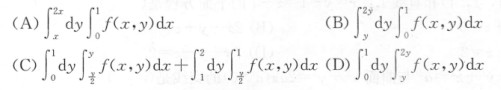 (A) $\int_{x}^{2x} dy \int_{0}^{1} f(x,y)dx$ (B) $\int_{y}^{2y} dy \int_{0}^{1} f(x,y)dx$
(C) $\int_{0}^{1} dy \int_{\frac{y}{2}}^{y} f(x,y)dx + \int_{1}^{2} dy \int_{\frac{y}{2}}^{1} f(x,y)dx$ (D) $\int_{0}^{1} dy \int_{y}^{2y} f(x,y)dx$